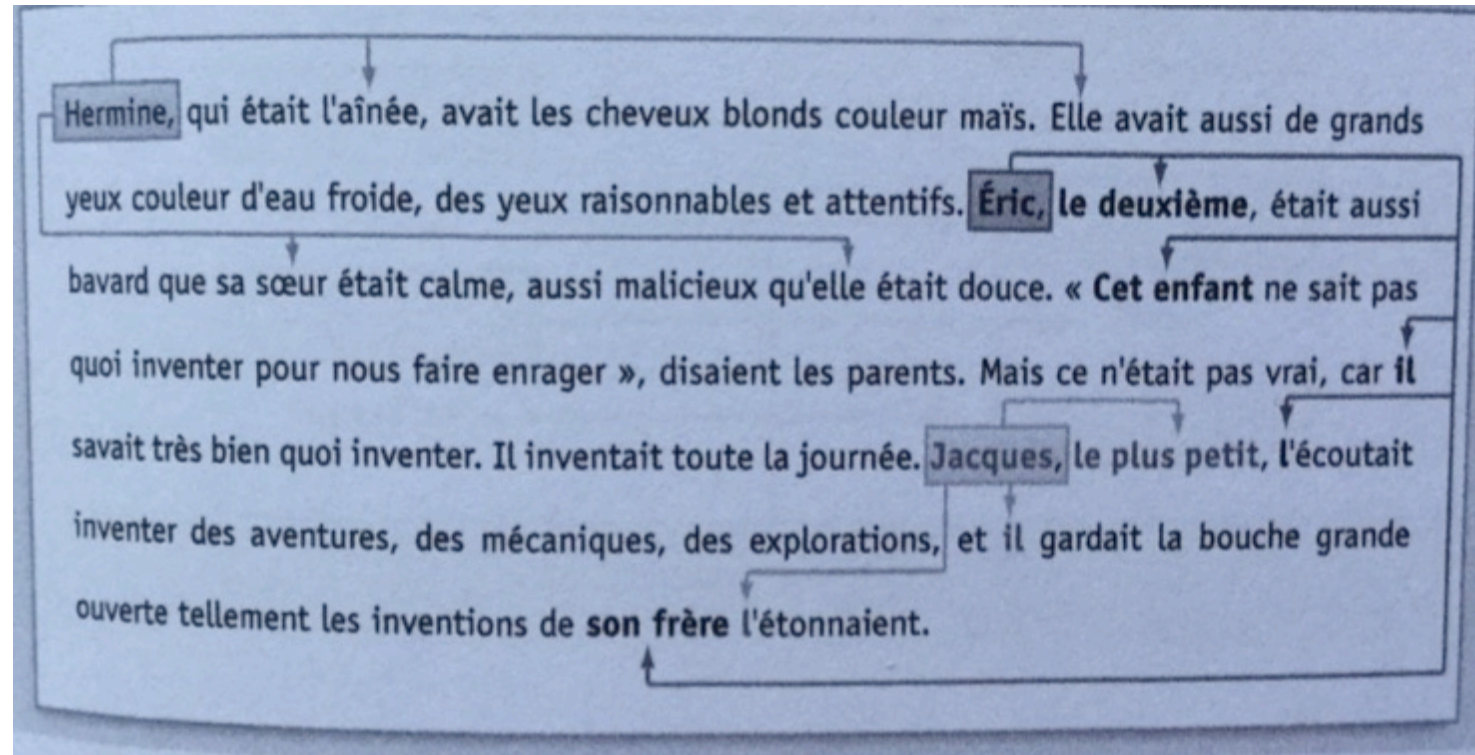 Hermine, qui était l'aînée, avait les cheveux blonds couleur maïs. Elle avait aussi de grands
yeux couleur d'eau froide, des yeux raisonnables et attentifs. Éric, le deuxième, était aussi
bavard que sa sœur était calme, aussi malicieux qu'elle était douce. « Cet enfant ne sait pas
quoi inventer pour nous faire enrager », disaient les parents. Mais ce n'était pas vrai, car il
savait très bien quoi inventer. Il inventait toute la journée. Jacques, le plus petit, l'écoutait
inventer des aventures, des mécaniques, des explorations, et il gardait la bouche grande
ouverte tellement les inventions de son frère l'étonnaient.